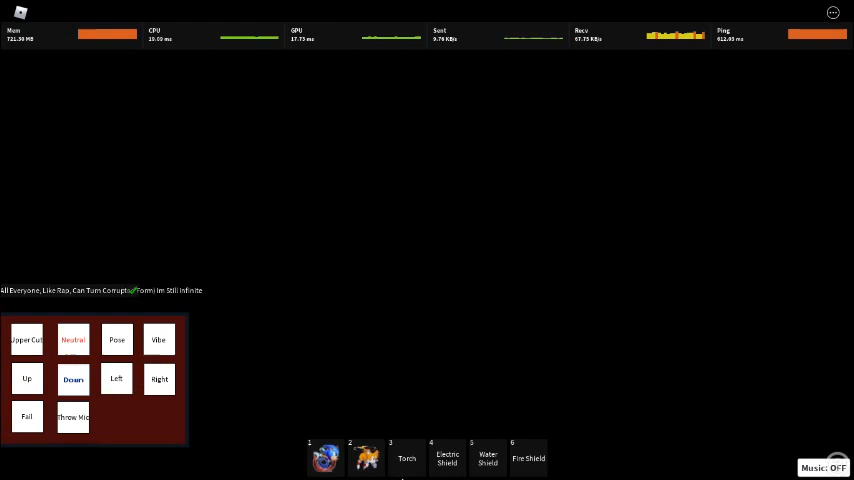 Mem
721.30 MB
CPU
19.09 ms
GPU
17.73 ms
Sent
9.76 KB/s
Recv
67.75 KB/s
Ping
612.03 ms
All Everyone, Like Rap, Can Turn Corrupts Form) Im Still Infinite
Upper Cut Neutral Pose Vibe
Up Down Left Right
Fail Throw Mic
1 2 3 4 5 6
Torch Electric Shield Water Shield Fire Shield
Music: OFF